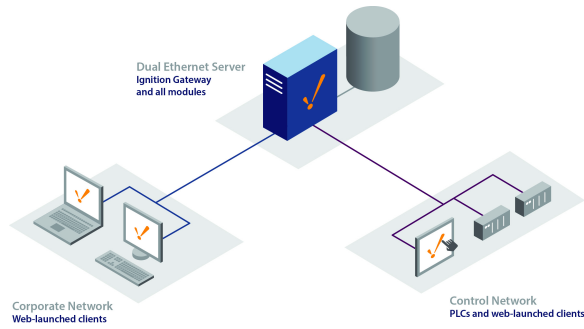 Dual Ethernet Server
Ignition Gateway
and all modules
Corporate Network
Web-launched clients
Control Network
PLCs and web-launched clients